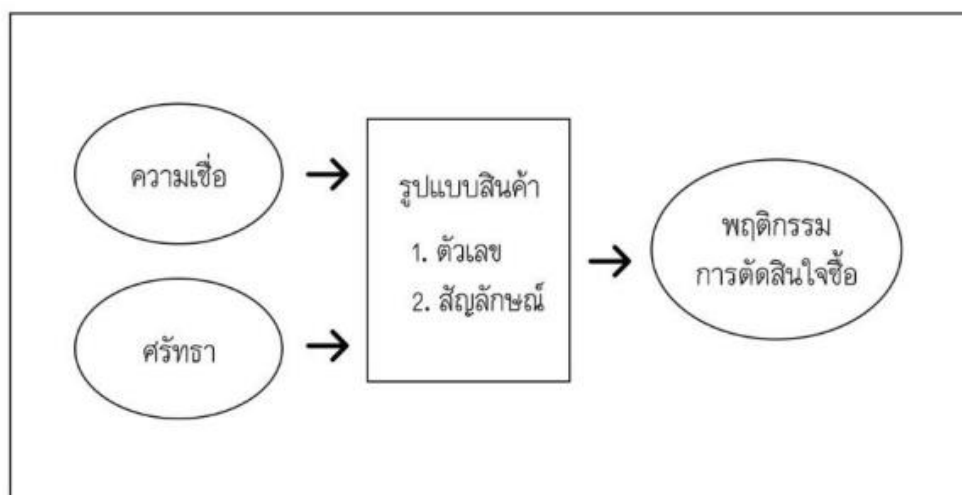 ความเชื่อ
ศรัทธา
รูปแบบสินค้า
1. ตัวเลข
2. สัญลักษณ์
พฤติกรรม
การตัดสินใจซื้อ